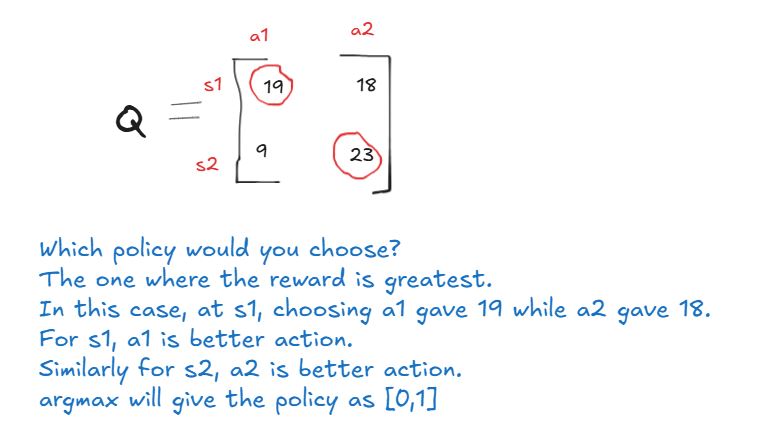 a1 a2
s1 19 18
Q =
s2 9 23
Which policy would you choose?
The one where the reward is greatest.
In this case, at s1, choosing a1 gave 19 while a2 gave 18.
For s1, a1 is better action.
Similarly for s2, a2 is better action.
argmax will give the policy as [0,1]